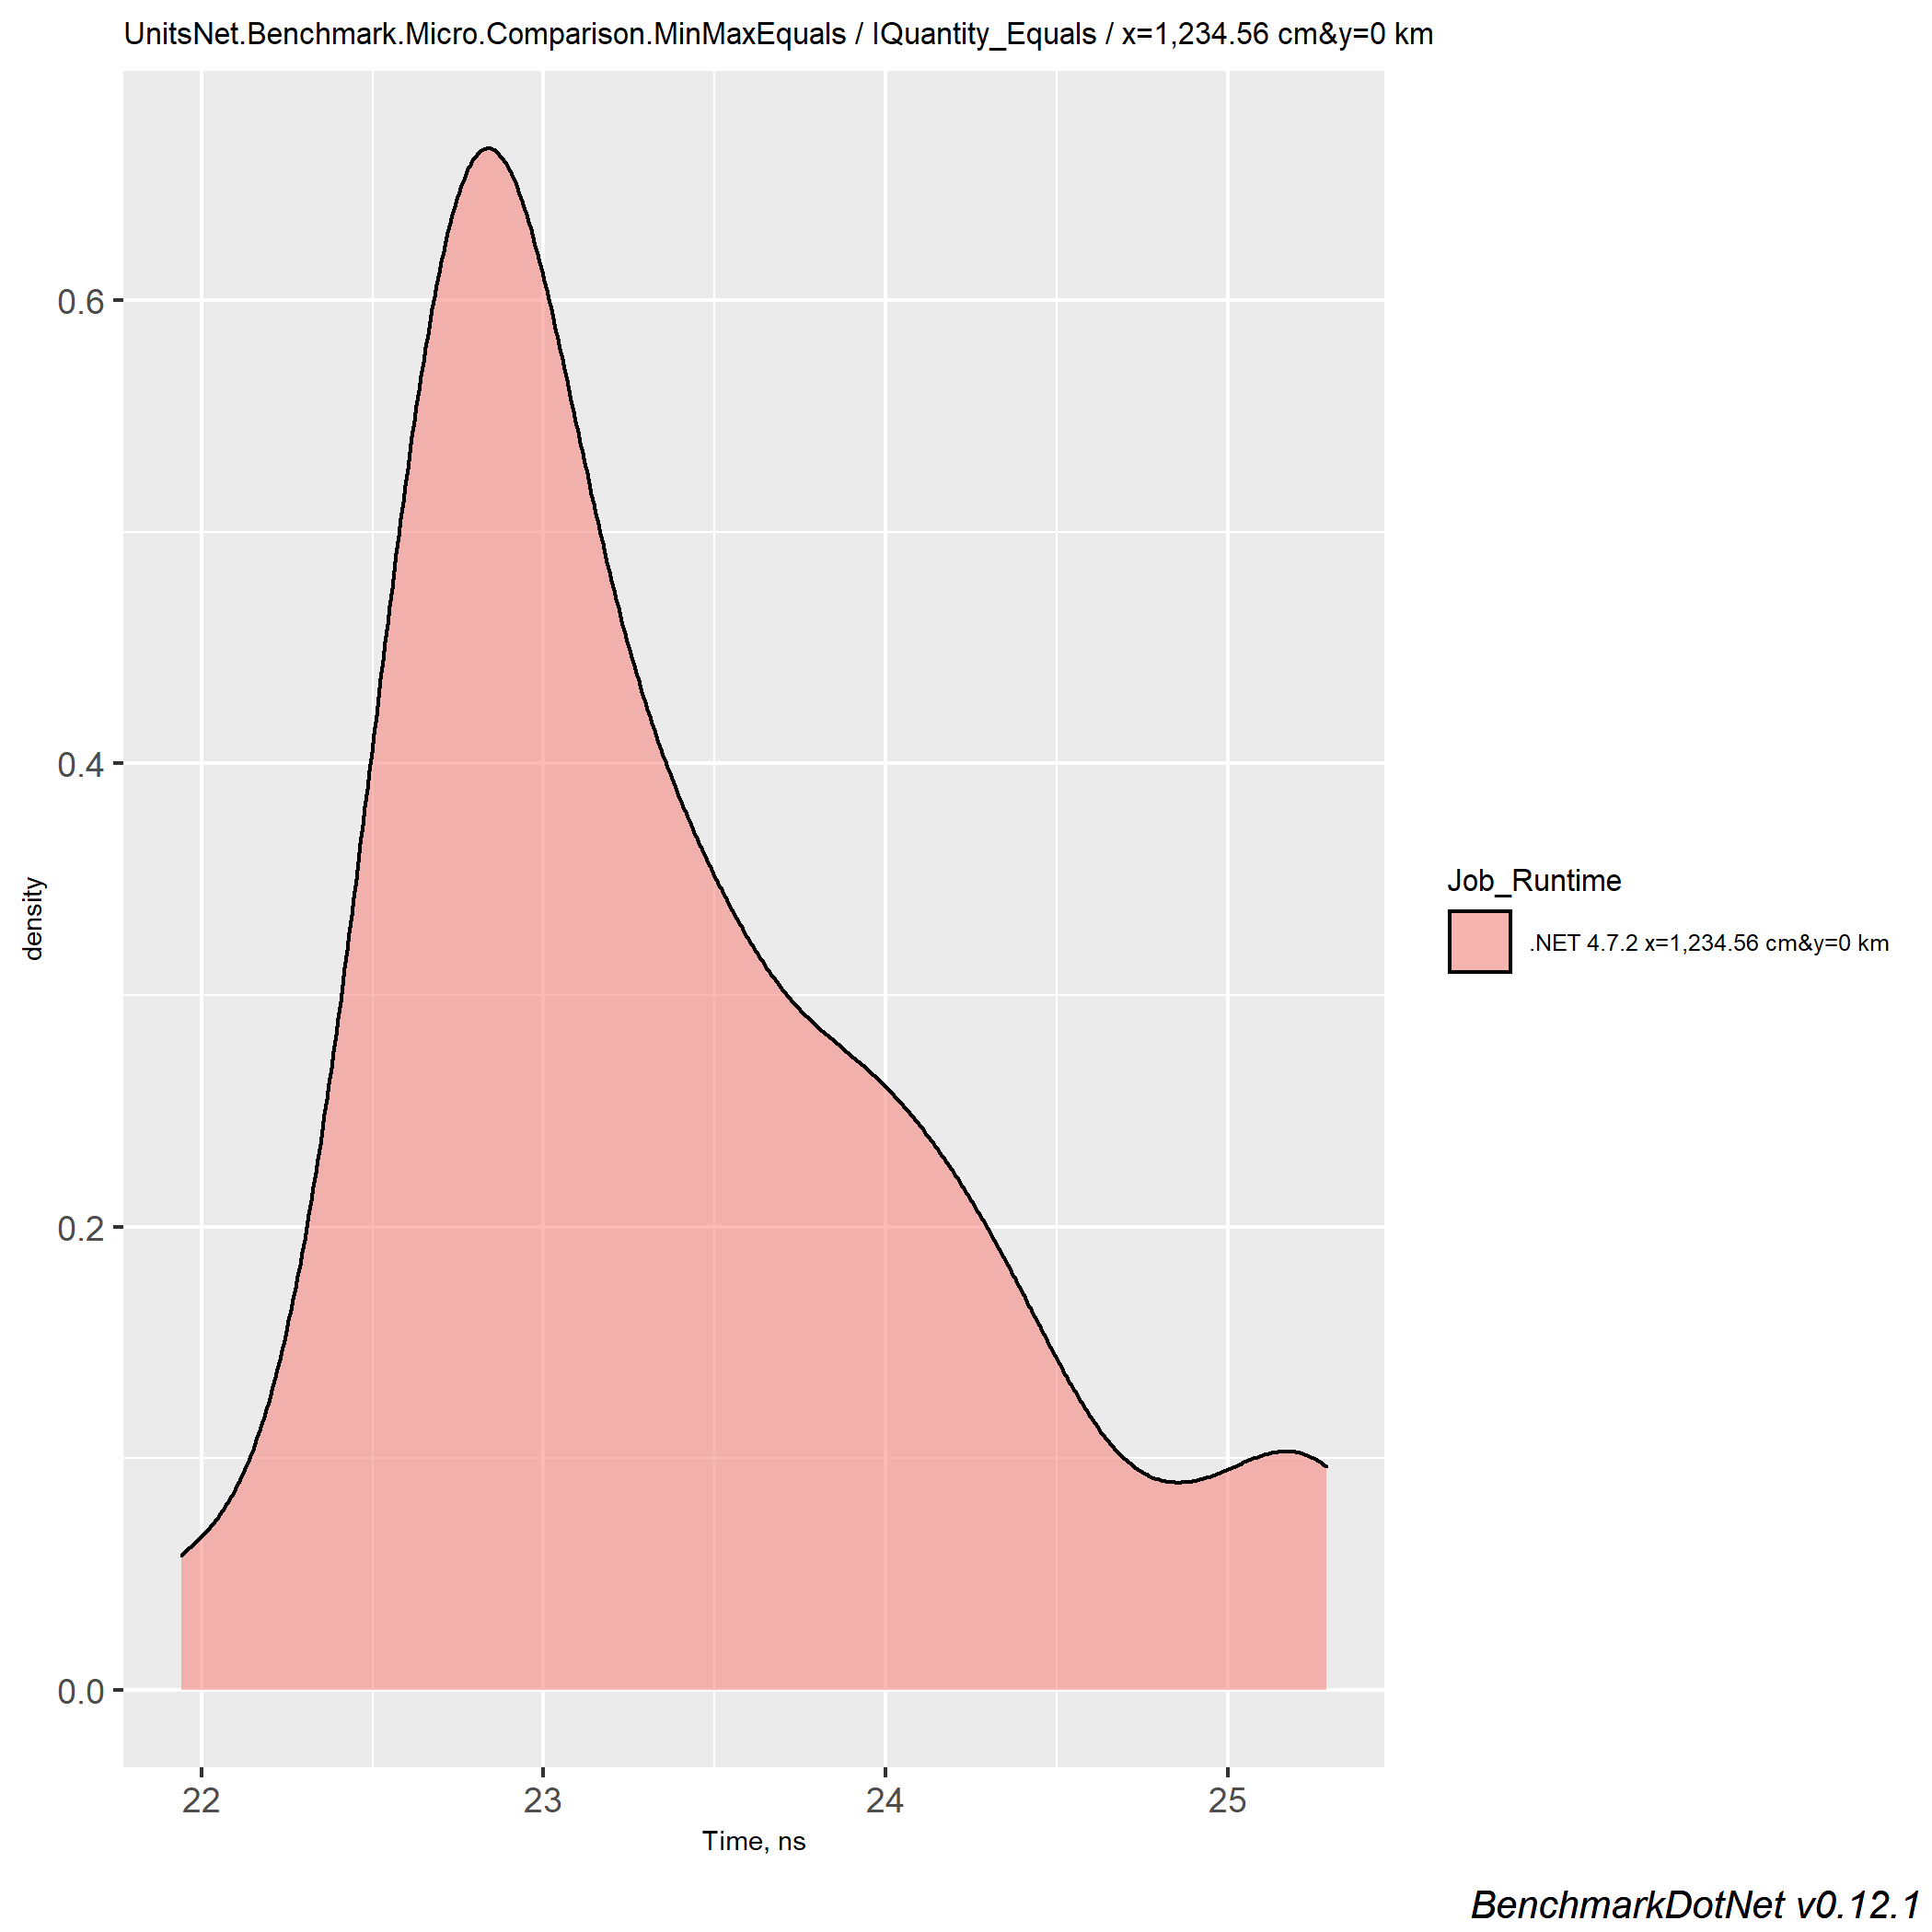 UnitsNet.Benchmark.Micro.Comparison.MinMaxEquals / IQuantity_Equals / x=1,234.56 cm&y=0 km
0.6
0.4
0.2
0.0
density
22 23 24 25
Time, ns
Job_Runtime
.NET 4.7.2 x=1,234.56 cm&y=0 km
BenchmarkDotNet v0.12.1